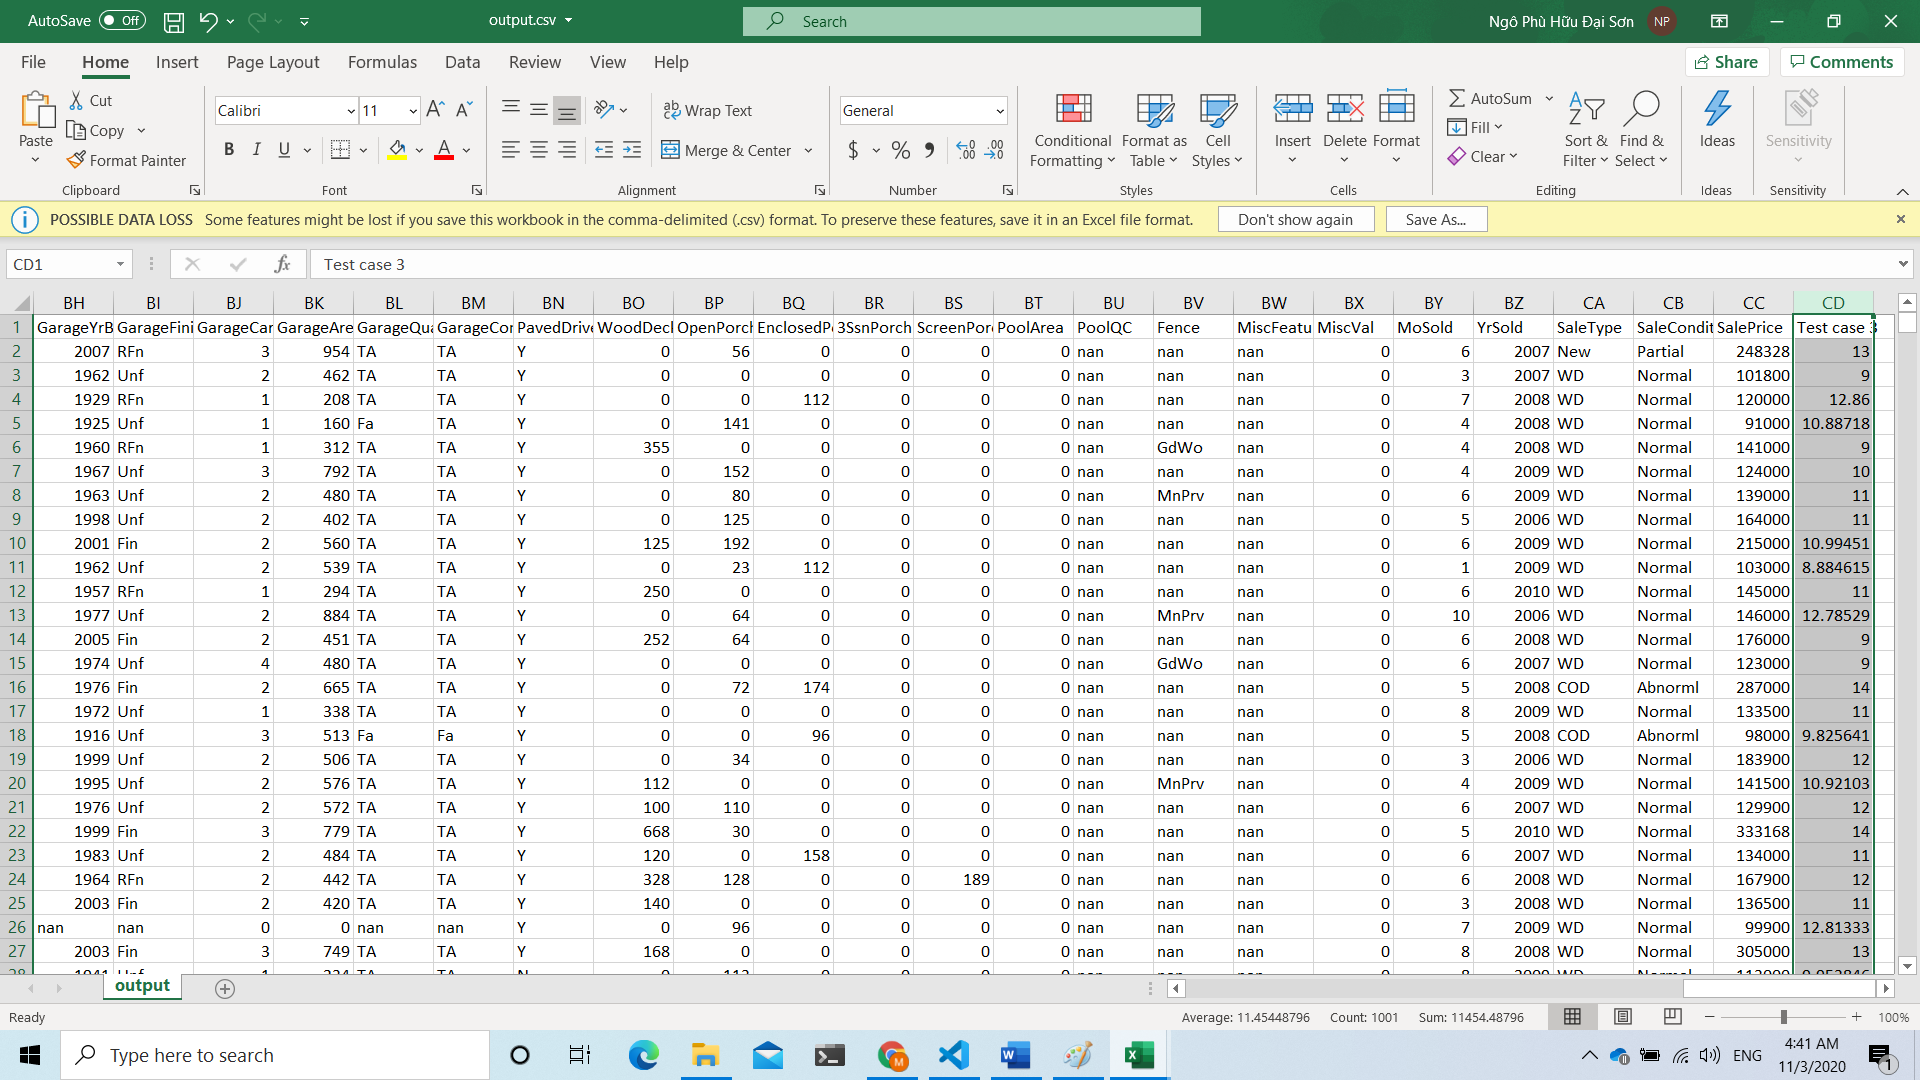 AutoSave Off output.csv Search Ngô Phù Hữu Đại Sơn NP
File Home Insert Page Layout Formulas Data Review View Help Share Comments
Paste Cut Copy Format Painter Clipboard
Calibri 11 B I U A Font
Wrap Text Merge & Center Alignment
General $ % Number
Conditional Formatting Format as Table Cell Styles Styles
Insert Delete Format Cells
AutoSum Fill Clear Sort & Filter Find & Select Editing
Ideas Ideas Sensitivity Sensitivity
POSSIBLE DATA LOSS Some features might be lost if you save this workbook in the comma-delimited (.csv) format. To preserve these features, save it in an Excel file format. Don't show again Save As...
CD1 fx Test case 3
BH BI BJ BK BL BM BN BO BP BQ BR BS BT BU BV BW BX BY BZ CA CB CC CD
1 GarageYrB GarageFini GarageCar GarageAre GarageQua GarageCor PavedDrive WoodDecl OpenPorch EnclosedPo 3SsnPorch ScreenPorc PoolArea PoolQC Fence MiscFeatu MiscVal MoSold YrSold SaleType SaleCondit SalePrice Test case 3
2 2007 RFn 3 954 TA TA Y 0 56 0 0 0 0 nan nan nan 0 6 2007 New Partial 248328 13
3 1962 Unf 2 462 TA TA Y 0 0 0 0 0 0 nan nan nan 0 3 2007 WD Normal 101800 9
4 1929 RFn 1 208 TA TA Y 0 0 112 0 0 0 nan nan nan 0 7 2008 WD Normal 120000 12.86
5 1925 Unf 1 160 Fa TA Y 0 141 0 0 0 0 nan nan nan 0 4 2008 WD Normal 91000 10.88718
6 1960 RFn 1 312 TA TA Y 355 0 0 0 0 0 nan GdWo nan 0 4 2008 WD Normal 141000 9
7 1967 Unf 3 792 TA TA Y 0 152 0 0 0 0 nan nan nan 0 4 2009 WD Normal 124000 10
8 1963 Unf 2 480 TA TA Y 0 80 0 0 0 0 nan MnPrv nan 0 6 2009 WD Normal 139000 11
9 1998 Unf 2 402 TA TA Y 0 125 0 0 0 0 nan nan nan 0 5 2006 WD Normal 164000 11
10 2001 Fin 2 560 TA TA Y 125 192 0 0 0 0 nan nan nan 0 6 2009 WD Normal 215000 10.99451
11 1962 Unf 2 539 TA TA Y 0 23 112 0 0 0 nan nan nan 0 1 2009 WD Normal 103000 8.884615
12 1957 RFn 1 294 TA TA Y 250 0 0 0 0 0 nan nan nan 0 6 2010 WD Normal 145000 11
13 1977 Unf 2 884 TA TA Y 0 64 0 0 0 0 nan MnPrv nan 0 10 2006 WD Normal 146000 12.78529
14 2005 Fin 2 451 TA TA Y 252 64 0 0 0 0 nan nan nan 0 6 2008 WD Normal 176000 9
15 1974 Unf 4 480 TA TA Y 0 0 0 0 0 0 nan GdWo nan 0 6 2007 WD Normal 123000 9
16 1976 Fin 2 665 TA TA Y 0 72 174 0 0 0 nan nan nan 0 5 2008 COD Abnorml 287000 14
17 1972 Unf 1 338 TA TA Y 0 0 0 0 0 0 nan nan nan 0 8 2009 WD Normal 133500 11
18 1916 Unf 3 513 Fa Fa Y 0 0 96 0 0 0 nan nan nan 0 5 2008 COD Abnorml 98000 9.825641
19 1999 Unf 2 506 TA TA Y 0 34 0 0 0 0 nan nan nan 0 3 2006 WD Normal 183900 12
20 1995 Unf 2 576 TA TA Y 112 0 0 0 0 0 nan MnPrv nan 0 4 2009 WD Normal 141500 10.92103
21 1976 Unf 2 572 TA TA Y 100 110 0 0 0 0 nan nan nan 0 6 2007 WD Normal 129900 12
22 1999 Fin 3 779 TA TA Y 668 30 0 0 0 0 nan nan nan 0 5 2010 WD Normal 333168 14
23 1983 Unf 2 484 TA TA Y 120 0 158 0 0 0 nan nan nan 0 6 2007 WD Normal 134000 11
24 1964 RFn 2 442 TA TA Y 328 128 0 0 189 0 nan nan nan 0 6 2008 WD Normal 167900 12
25 2003 Fin 2 420 TA TA Y 140 0 0 0 0 0 nan nan nan 0 3 2008 WD Normal 136500 11
26 nan nan 0 0 nan nan Y 0 96 0 0 0 0 nan nan nan 0 7 2009 WD Normal 99900 12.81333
27 2003 Fin 3 749 TA TA Y 168 0 0 0 0 0 nan nan nan 0 8 2008 WD Normal 305000 13
output
Ready Average: 11.45448796 Count: 1001 Sum: 11454.48796 100%
Type here to search ENG 4:41 AM
11/3/2020 1